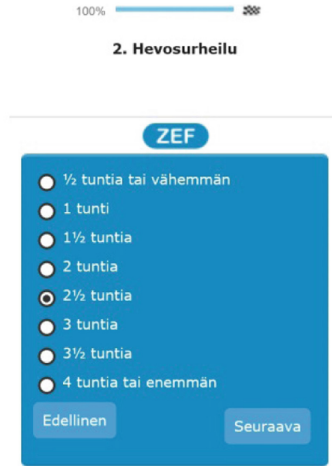 100%
2. Hevosurheilu
ZEF
½ tuntia tai vähemmän
1 tunti
1½ tuntia
2 tuntia
2½ tuntia
3 tuntia
3½ tuntia
4 tuntia tai enemmän
Edellinen
Seuraava